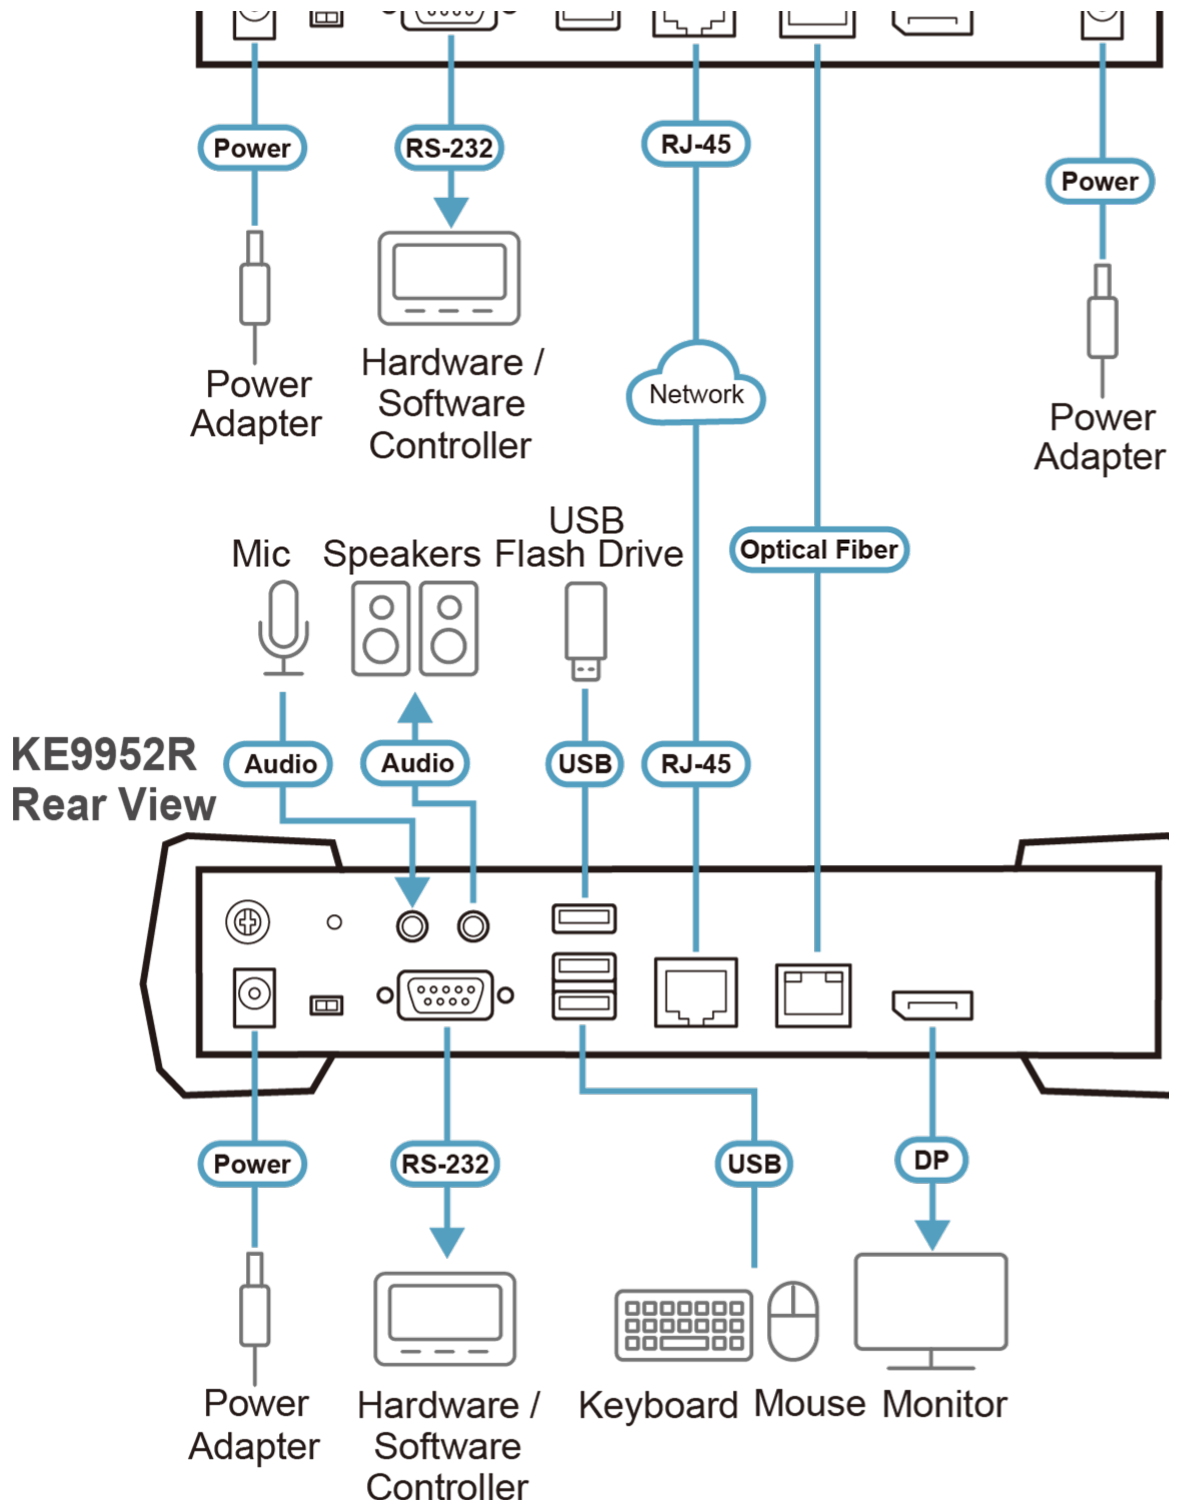 Power
RS-232
RJ-45
Power
Hardware /
Software
Controller
Power
Adapter
Network
Power
Adapter
Optical Fiber
Mic
Speakers
USB
Flash Drive
KE9952R
Rear View
Audio
Audio
USB
RJ-45
Power
RS-232
USB
DP
Power
Adapter
Hardware /
Software
Controller
Keyboard
Mouse
Monitor